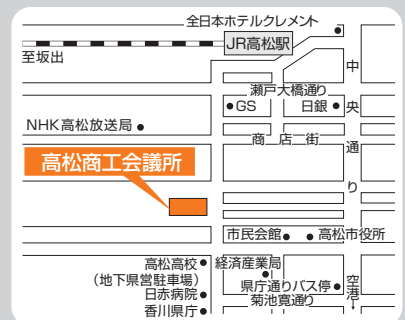 全日本ホテルクレメント
JR高松駅
至坂出
中央通り
瀬戸大橋通り
GS
日銀
NHK高松放送局
商店街
高松商工会議所
市民会館
高松市役所
高松高校
経済産業局
(地下県営駐車場)
県庁通りバス停
空港↓
日赤病院
菊池寛通り
香川県庁